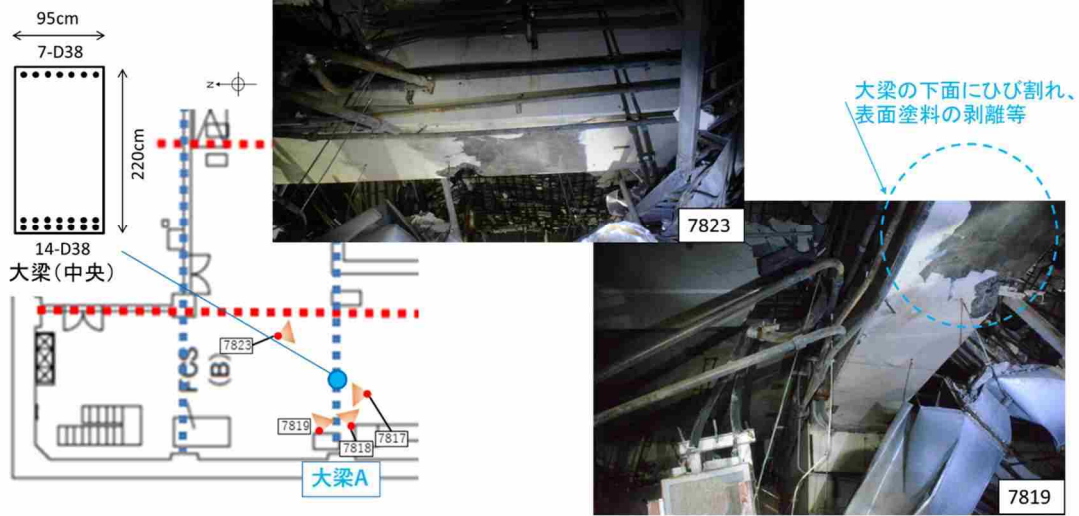 95cm
7-D38
220cm
14-D38
大梁(中央)
N
7823
大梁の下面にひび割れ、
表面塗料の剥離等
7823
FCS
(B)
7819
7818
7817
大梁A
7819